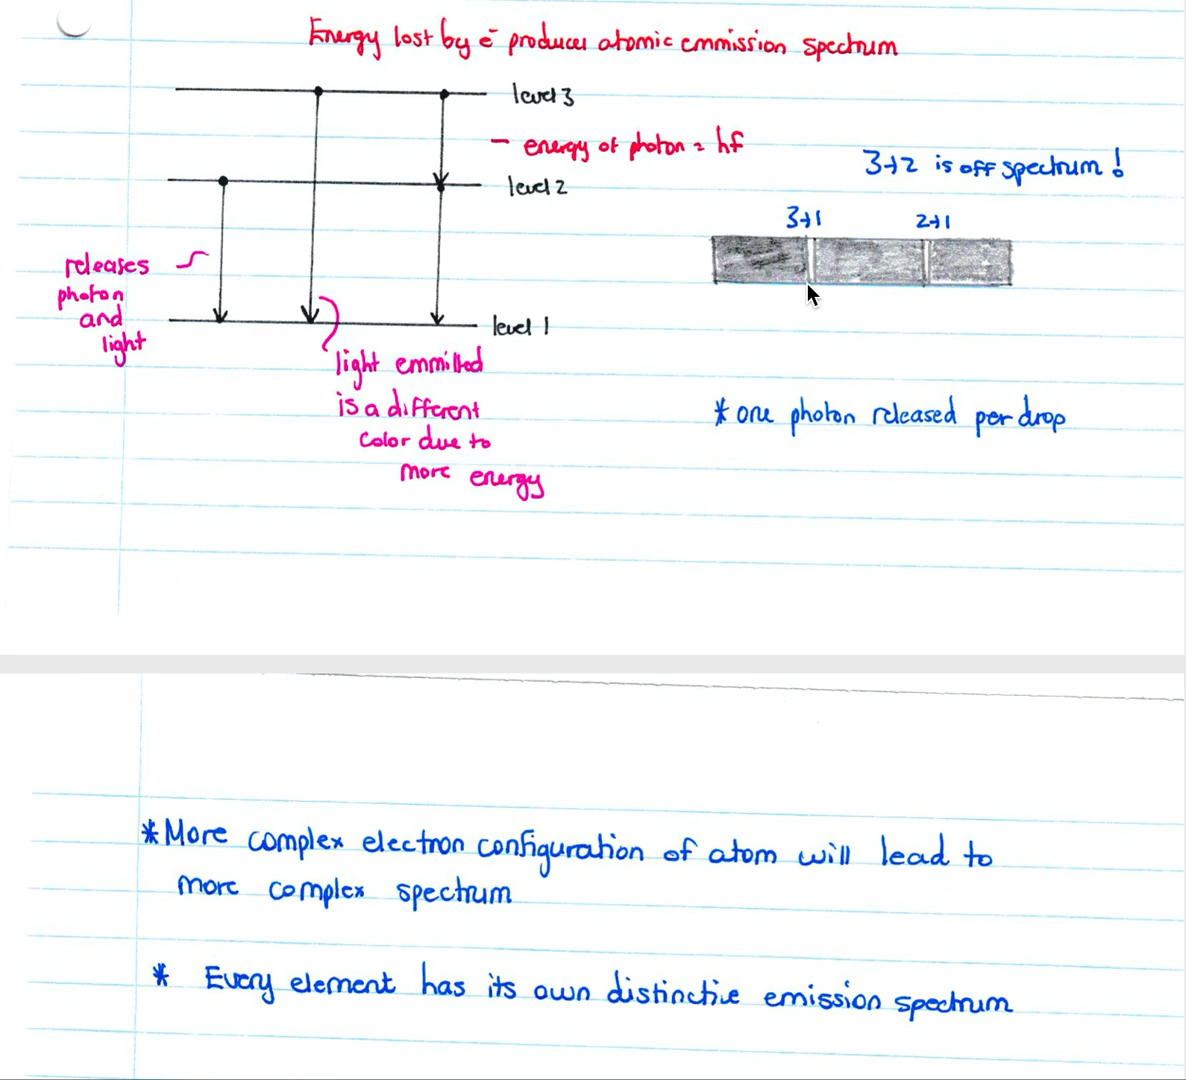 Energy lost by e⁻ produces atomic emmission spectrum
level 3
- energy of photon = hf
3→2 is off spectrum!
level 2
3→1 2→1
releases
photon
and
light
level 1
light emmitted
is a different
color due to
more energy
* one photon released per drop
*More complex electron configuration of atom will lead to
more complex spectrum
* Every element has its own distinctive emission spectrum